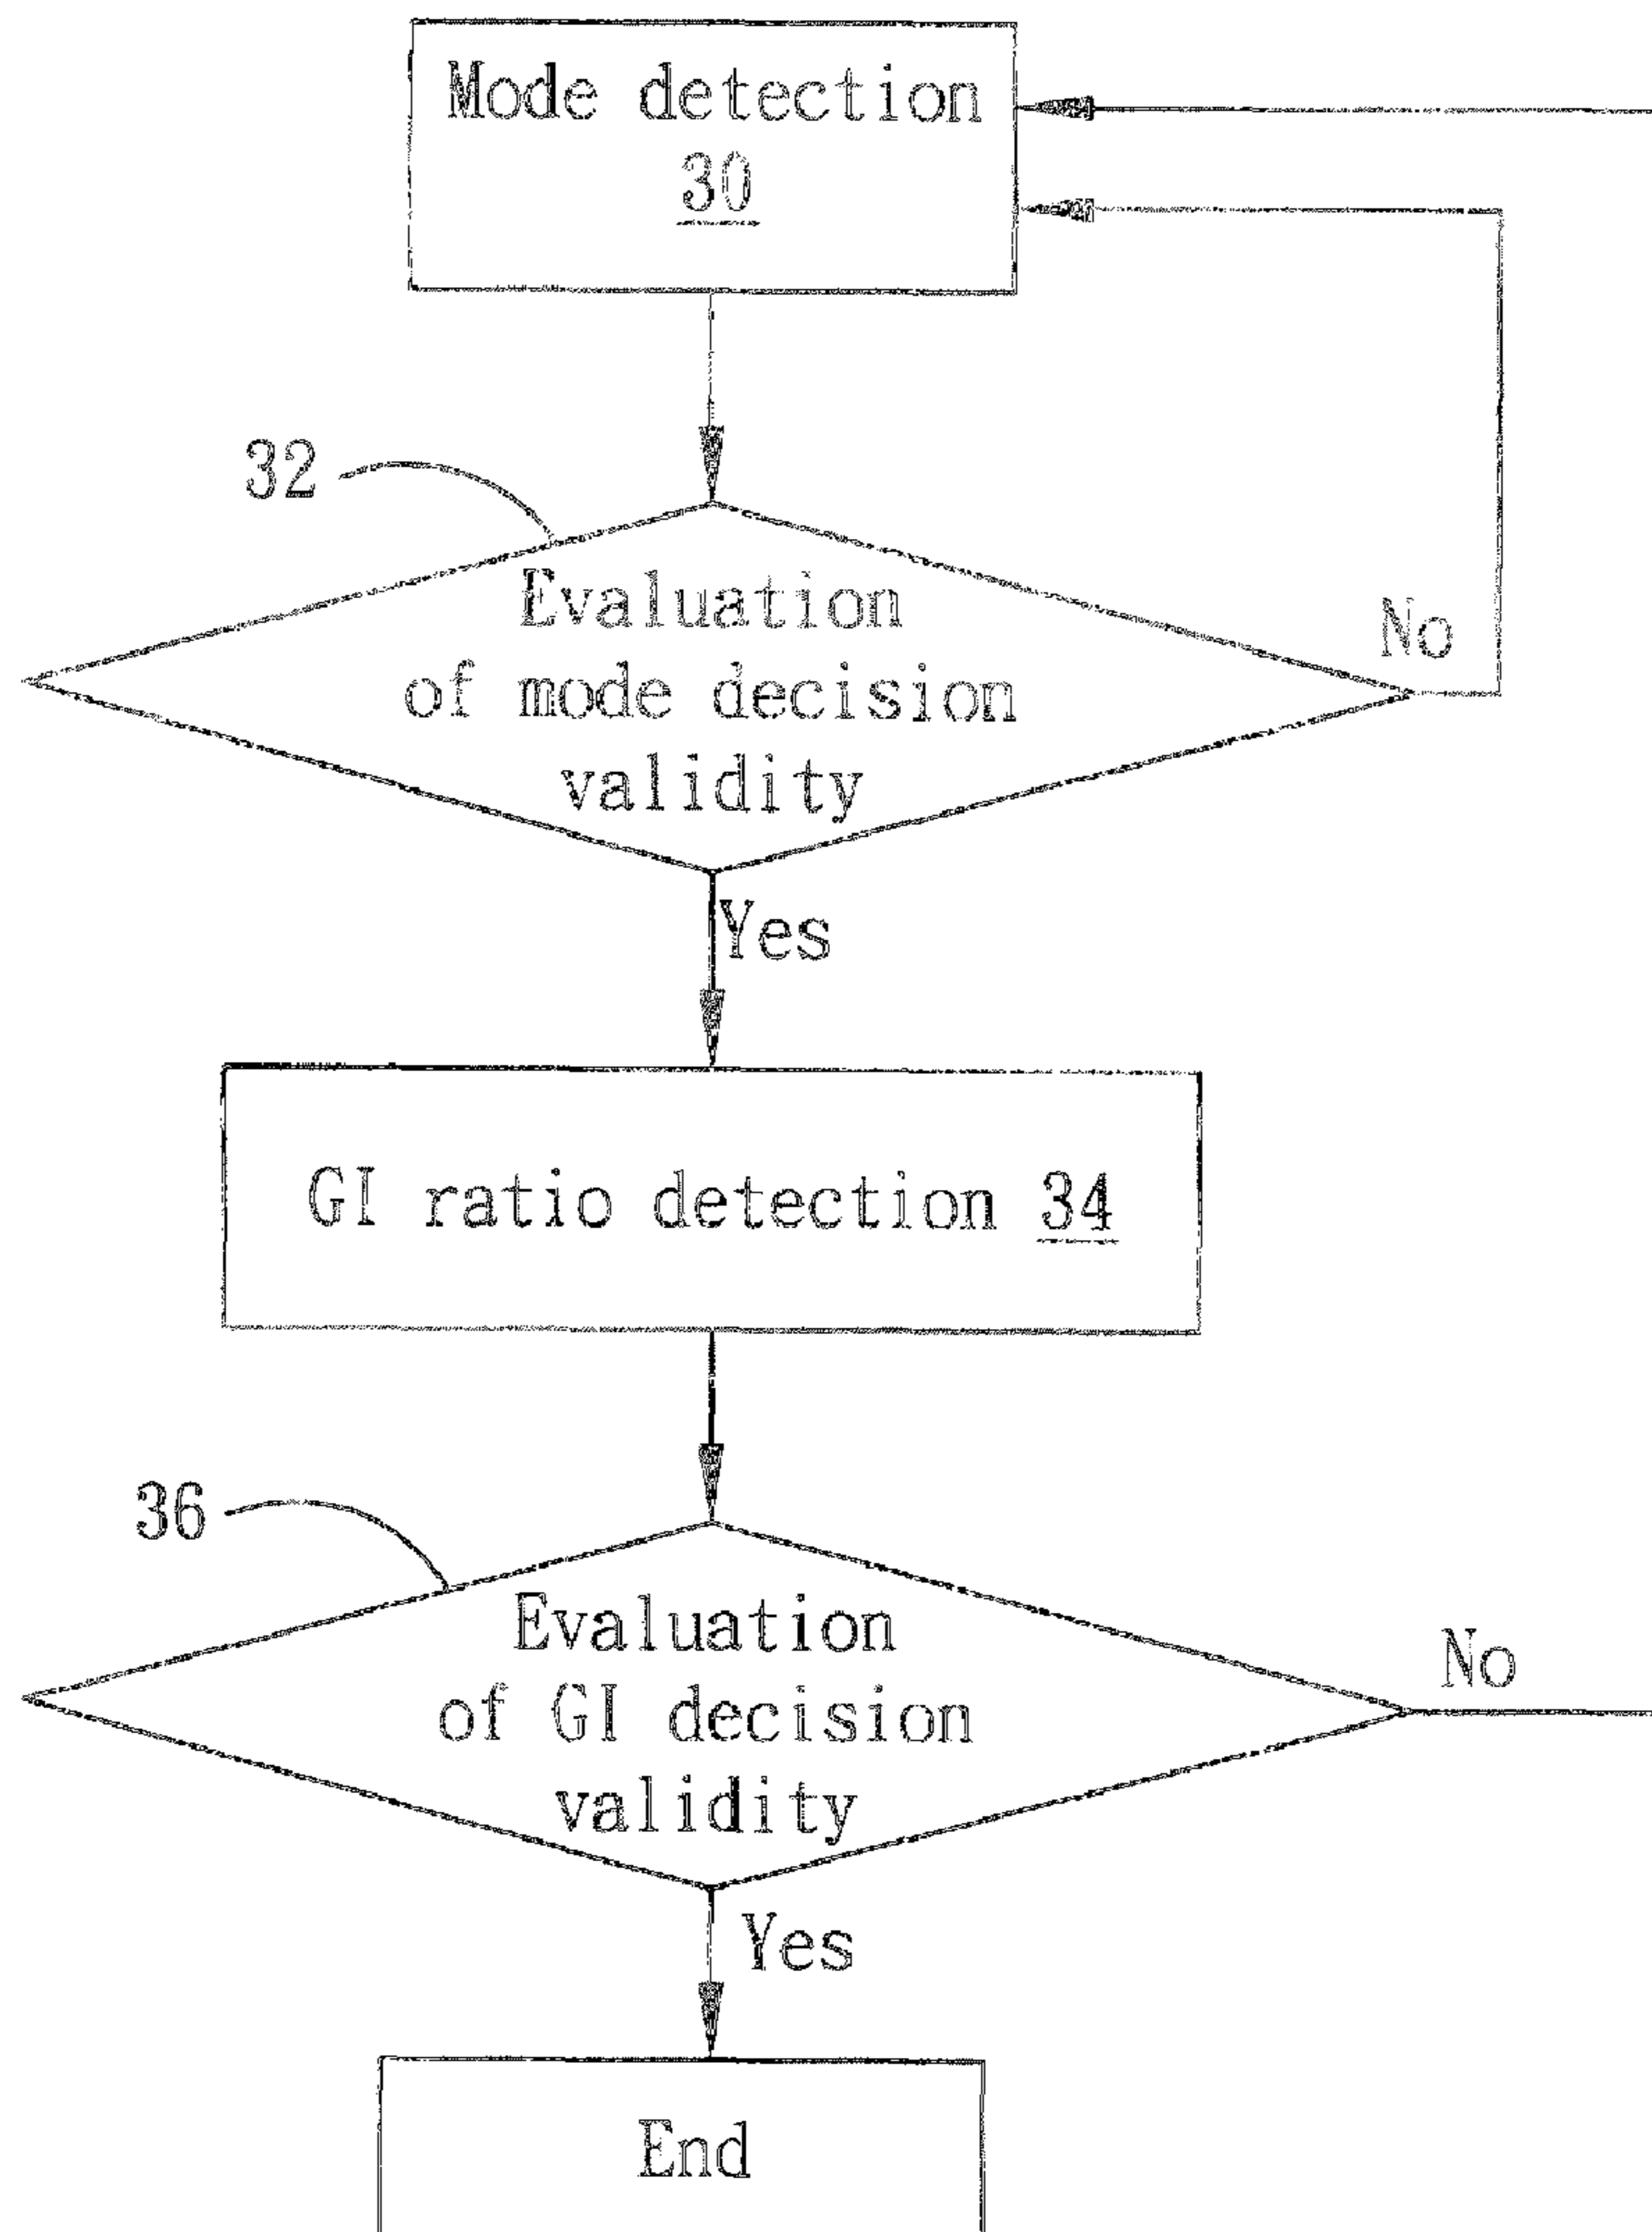 Mode detection
30
32
Evaluation
of mode decision
validity
No
Yes
GI ratio detection 34
36
Evaluation
of GI decision
validity
No
Yes
End